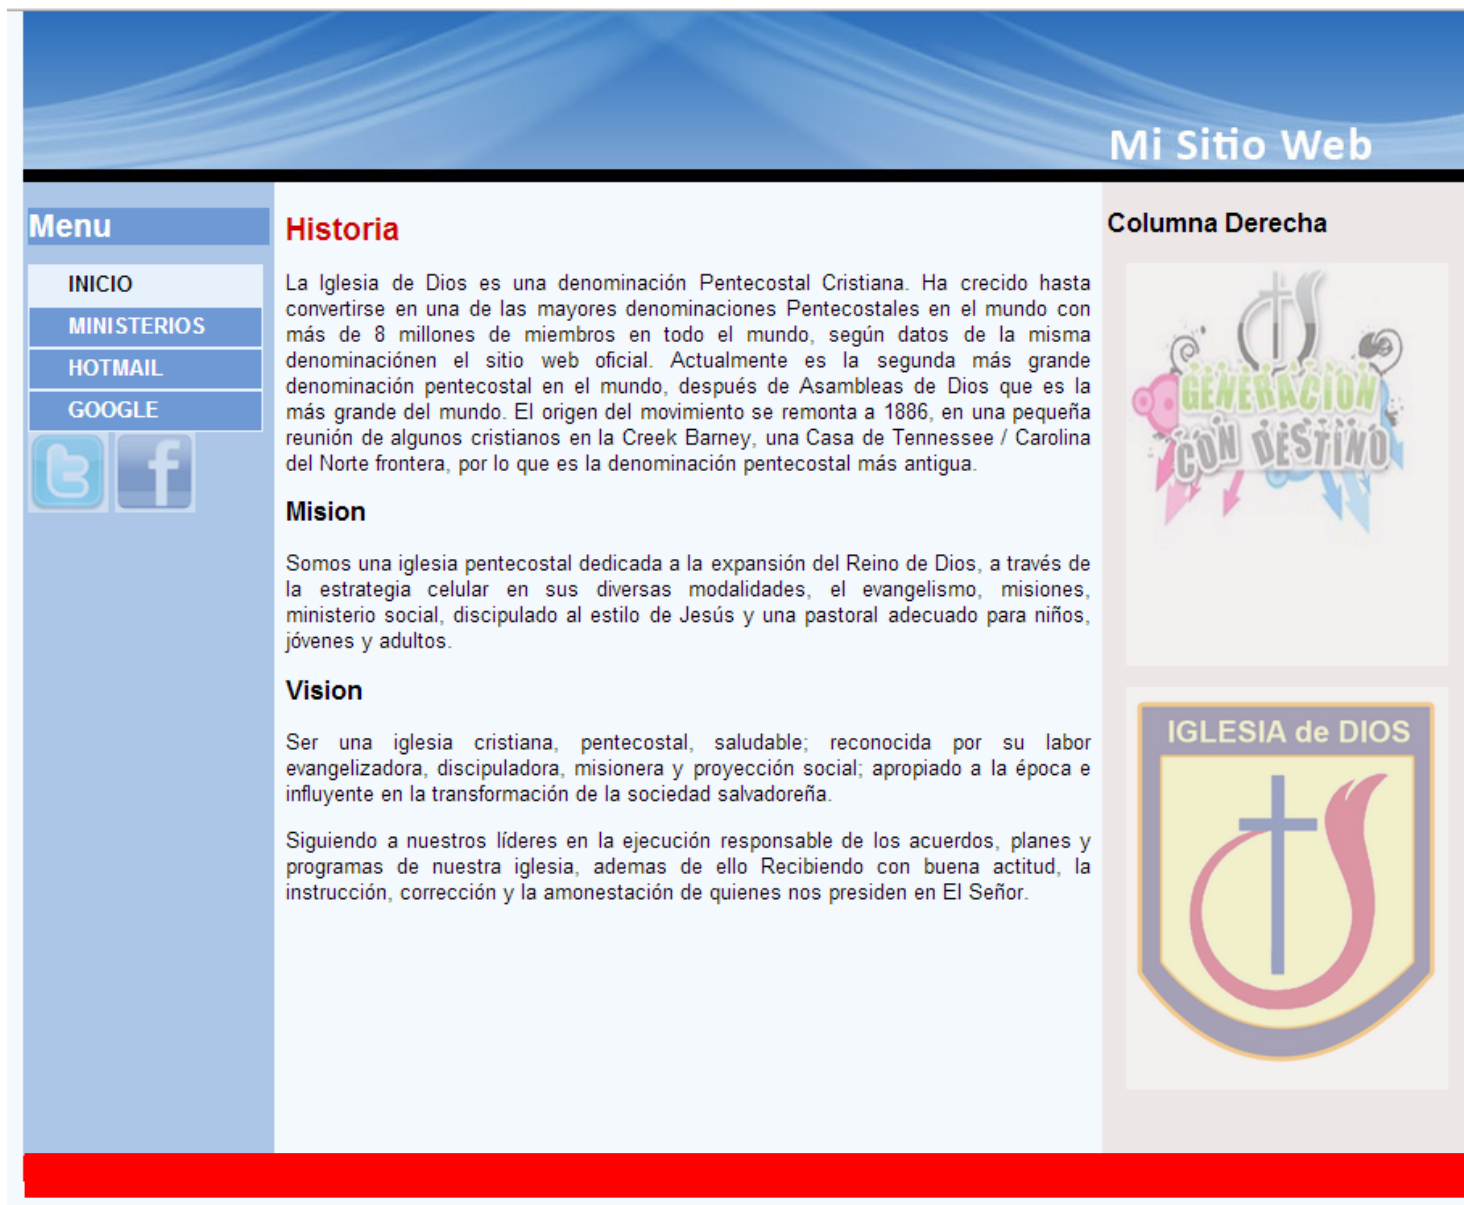 Mi Sitio Web
Menu
INICIO
MINISTERIOS
HOTMAIL
GOOGLE
Historia
La Iglesia de Dios es una denominación Pentecostal Cristiana. Ha crecido hasta
convertirse en una de las mayores denominaciones Pentecostales en el mundo con
más de 8 millones de miembros en todo el mundo, según datos de la misma
denominaciónen el sitio web oficial. Actualmente es la segunda más grande
denominación pentecostal en el mundo, después de Asambleas de Dios que es la
más grande del mundo. El origen del movimiento se remonta a 1886, en una pequeña
reunión de algunos cristianos en la Creek Barney, una Casa de Tennessee / Carolina
del Norte frontera, por lo que es la denominación pentecostal más antigua.
Mision
Somos una iglesia pentecostal dedicada a la expansión del Reino de Dios, a través de
la estrategia celular en sus diversas modalidades, el evangelismo, misiones,
ministerio social, discipulado al estilo de Jesús y una pastoral adecuado para niños,
jóvenes y adultos.
Vision
Ser una iglesia cristiana, pentecostal, saludable; reconocida por su labor
evangelizadora, discipuladora, misionera y proyección social; apropiado a la época e
influyente en la transformación de la sociedad salvadoreña.
Siguiendo a nuestros líderes en la ejecución responsable de los acuerdos, planes y
programas de nuestra iglesia, ademas de ello Recibiendo con buena actitud, la
instrucción, corrección y la amonestación de quienes nos presiden en El Señor.
Columna Derecha
GENERACION
CON DESTINO
IGLESIA de DIOS